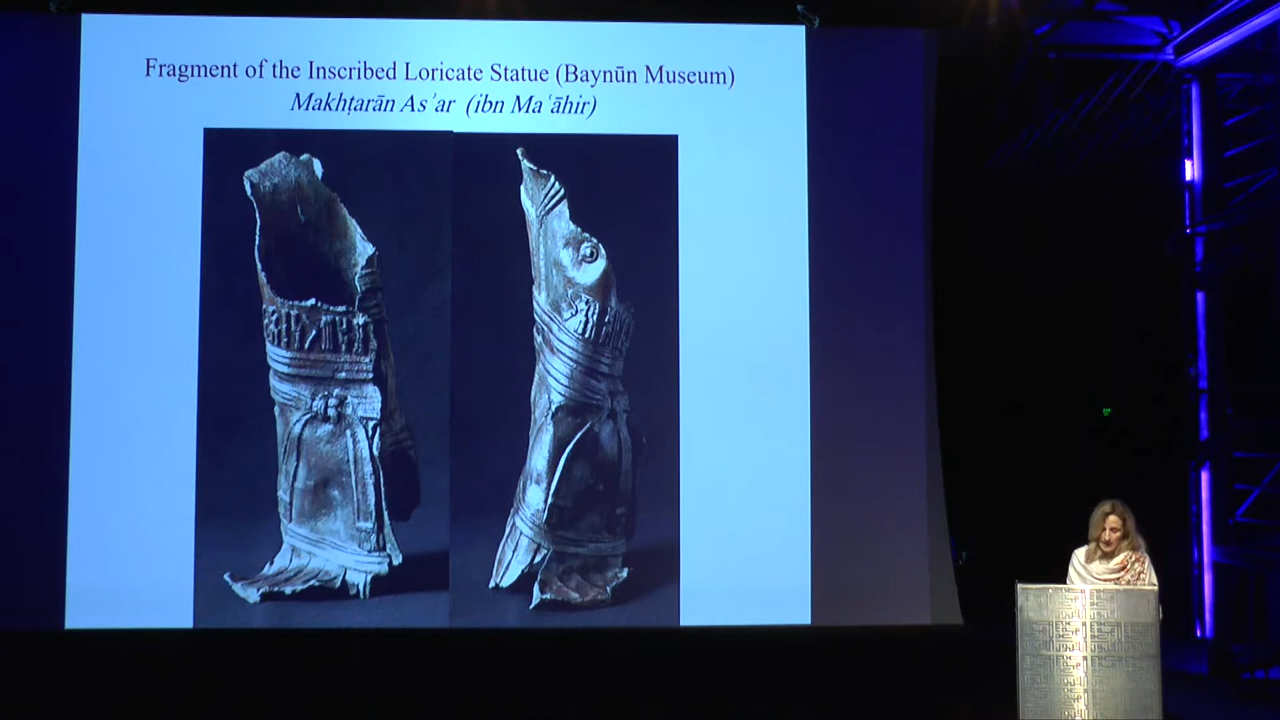 Fragment of the Inscribed Loricate Statue (Baynūn Museum)
Makhṭarān Asʾar (ibn Maʿāhir)